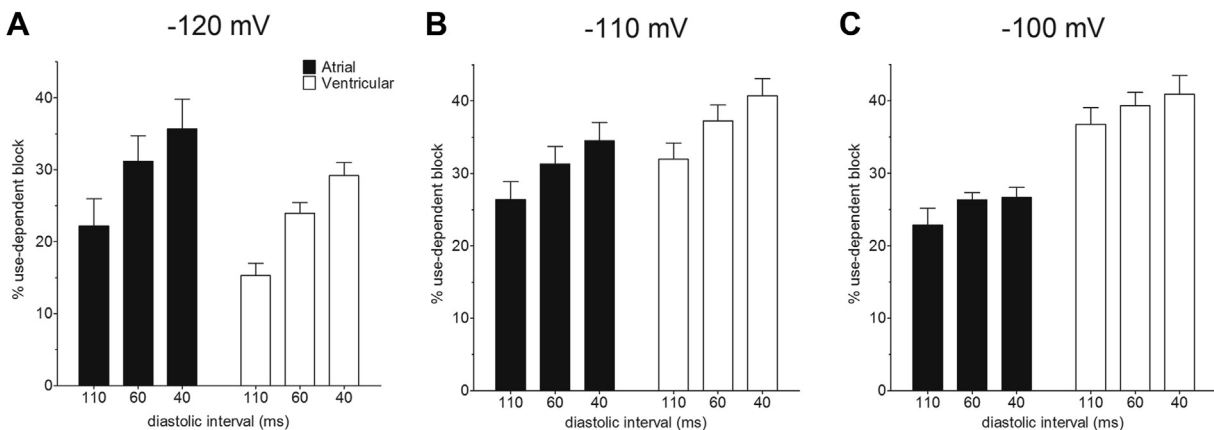 A
-120 mV
Atrial
Ventricular
% use-dependent block
40
30
20
10
0
110 60 40 110 60 40
diastolic interval (ms)
B
-110 mV
% use-dependent block
40
30
20
10
0
110 60 40 110 60 40
diastolic interval (ms)
C
-100 mV
% use-dependent block
40
30
20
10
0
110 60 40 110 60 40
diastolic interval (ms)